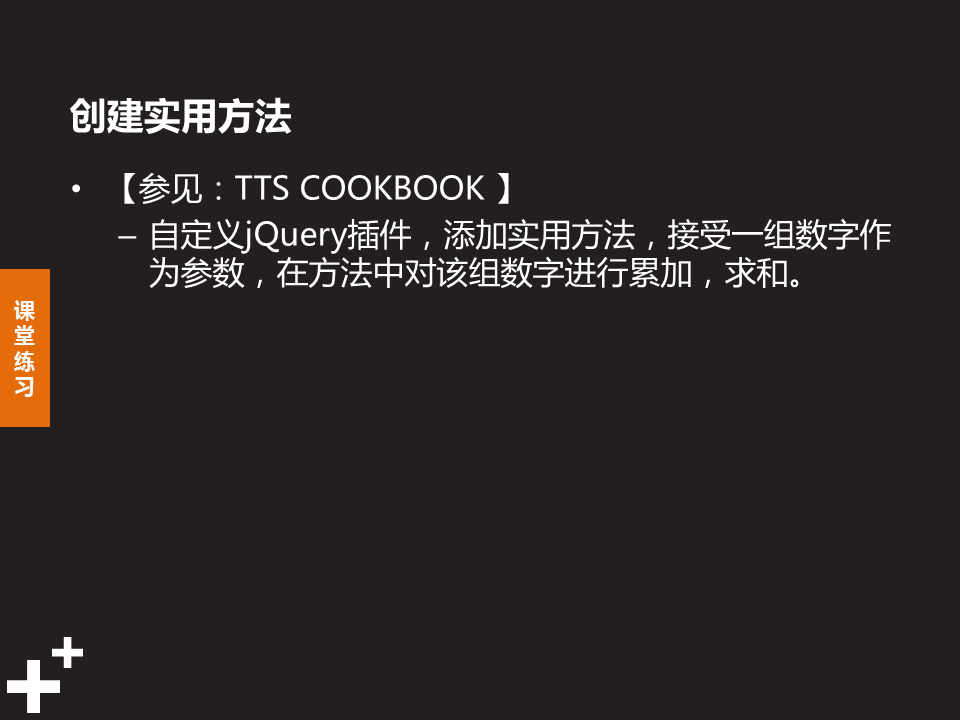 创建实用方法
• 【参见：TTS COOKBOOK 】
– 自定义jQuery插件，添加实用方法，接受一组数字作
为参数，在方法中对该组数字进行累加，求和。
课
堂
练
习